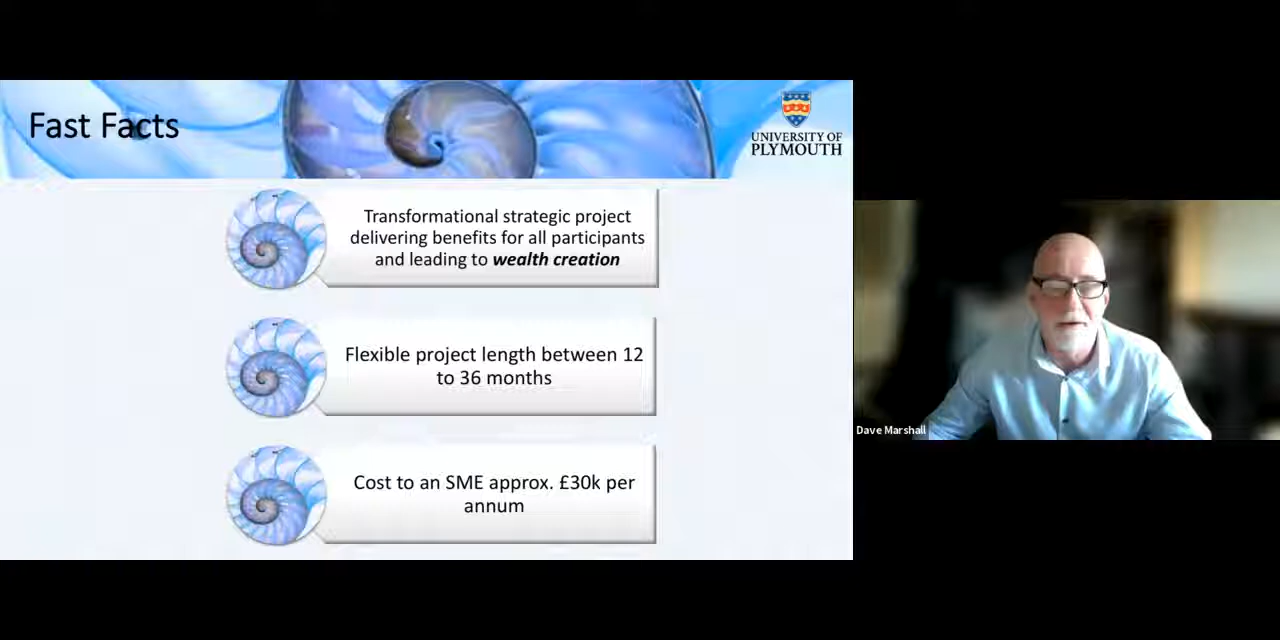 Fast Facts
UNIVERSITY OF
PLYMOUTH
Transformational strategic project
delivering benefits for all participants
and leading to wealth creation
Flexible project length between 12
to 36 months
Cost to an SME approx. £30k per
annum
Dave Marshall